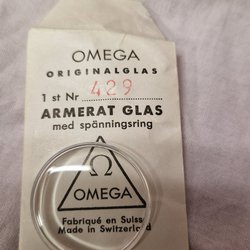 OMEGA
ORIGINALGLAS
1 st Nr 429
ARMERAT GLAS
med spänningsring
Ω
OMEGA
Fabriqué en Suisse
Made in Switzerland